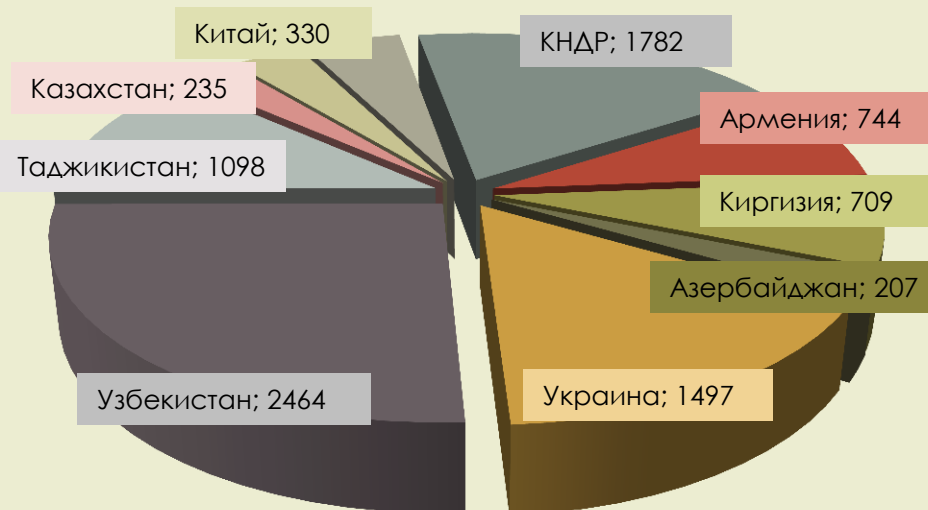 Китай; 330
КНДР; 1782
Казахстан; 235
Армения; 744
Таджикистан; 1098
Киргизия; 709
Азербайджан; 207
Узбекистан; 2464
Украина; 1497